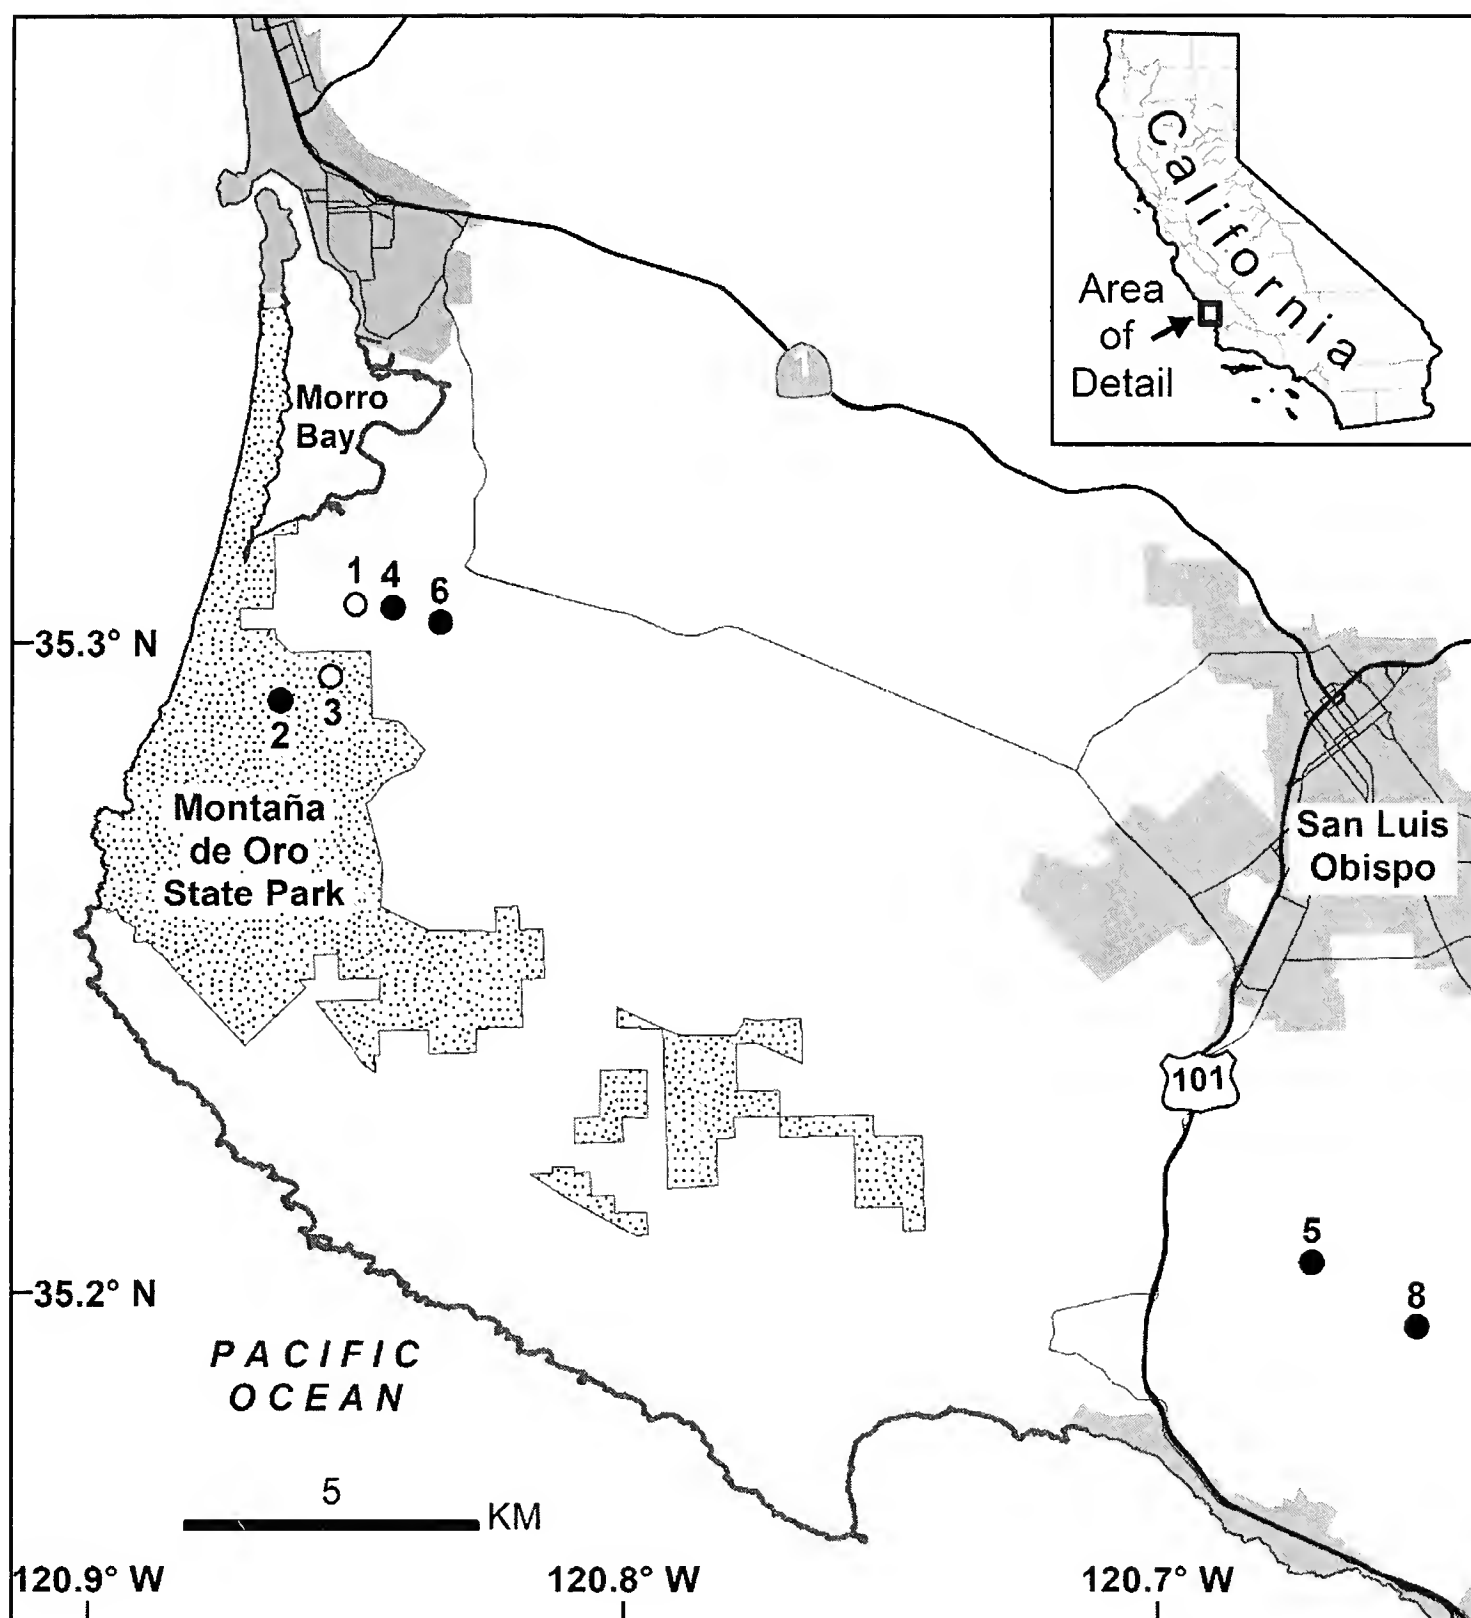 California
Area
of
Detail
1
Morro
Bay
1
4
6
35.3° N
3
2
Montaña
de Oro
State Park
San Luis
Obispo
101
5
8
35.2° N
PACIFIC
OCEAN
5
KM
120.9° W
120.8° W
120.7° W